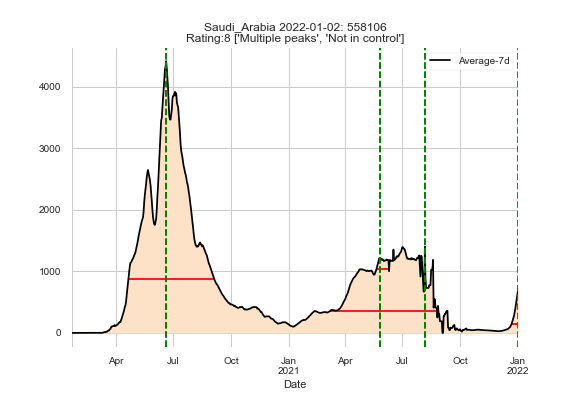 Saudi_Arabia 2022-01-02: 558106
Rating:8 ['Multiple peaks', 'Not in control']
Average-7d
4000
3000
2000
1000
0
Apr
Jul
Oct
Jan
2021
Apr
Jul
Oct
Jan
2022
Date